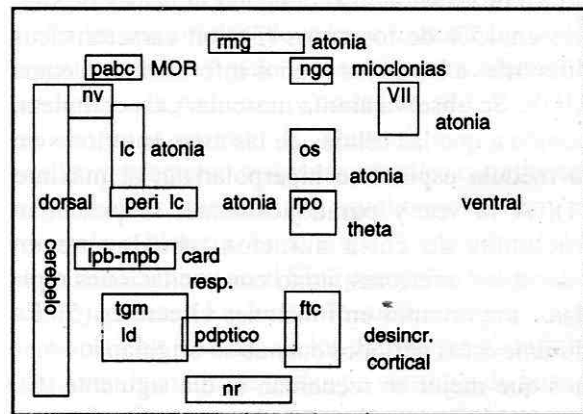 rmg atonia
pabc MOR ngc mioclonias
nv VII
lc atonia atonia
dorsal peri lc atonia rpo atonia ventral
theta
cerebelo
lpb-mpb card
resp.
tgm ftc
ld pdptico desincr.
cortical
nr